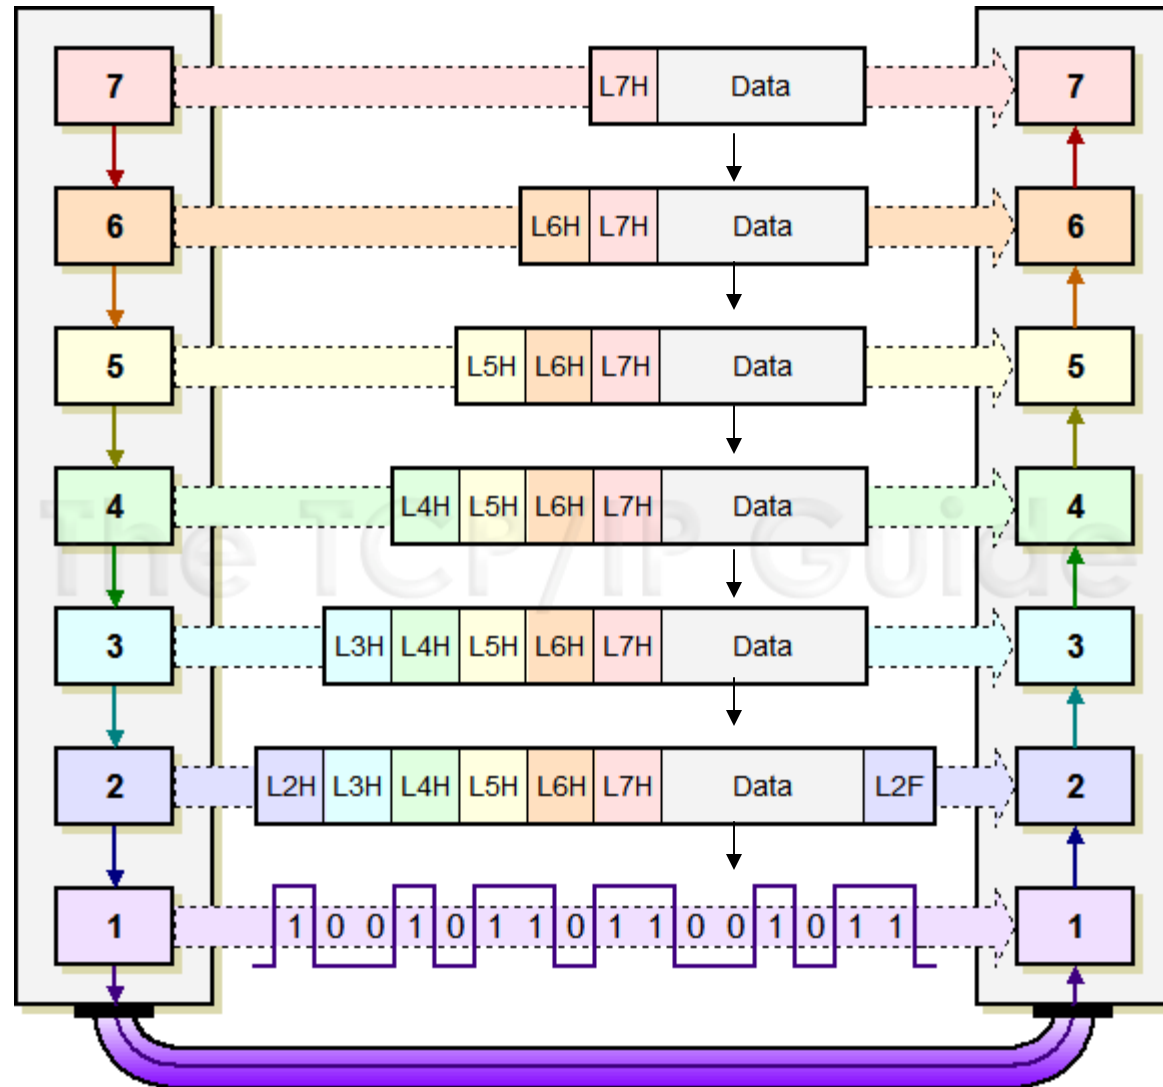 7 L7H Data 7
6 L6H L7H Data 6
5 L5H L6H L7H Data 5
4 L4H L5H L6H L7H Data 4
The TCP/IP Guide
3 L3H L4H L5H L6H L7H Data 3
2 L2H L3H L4H L5H L6H L7H Data L2F 2
1 1 0 0 1 0 1 1 0 1 1 0 0 1 0 1 1 1